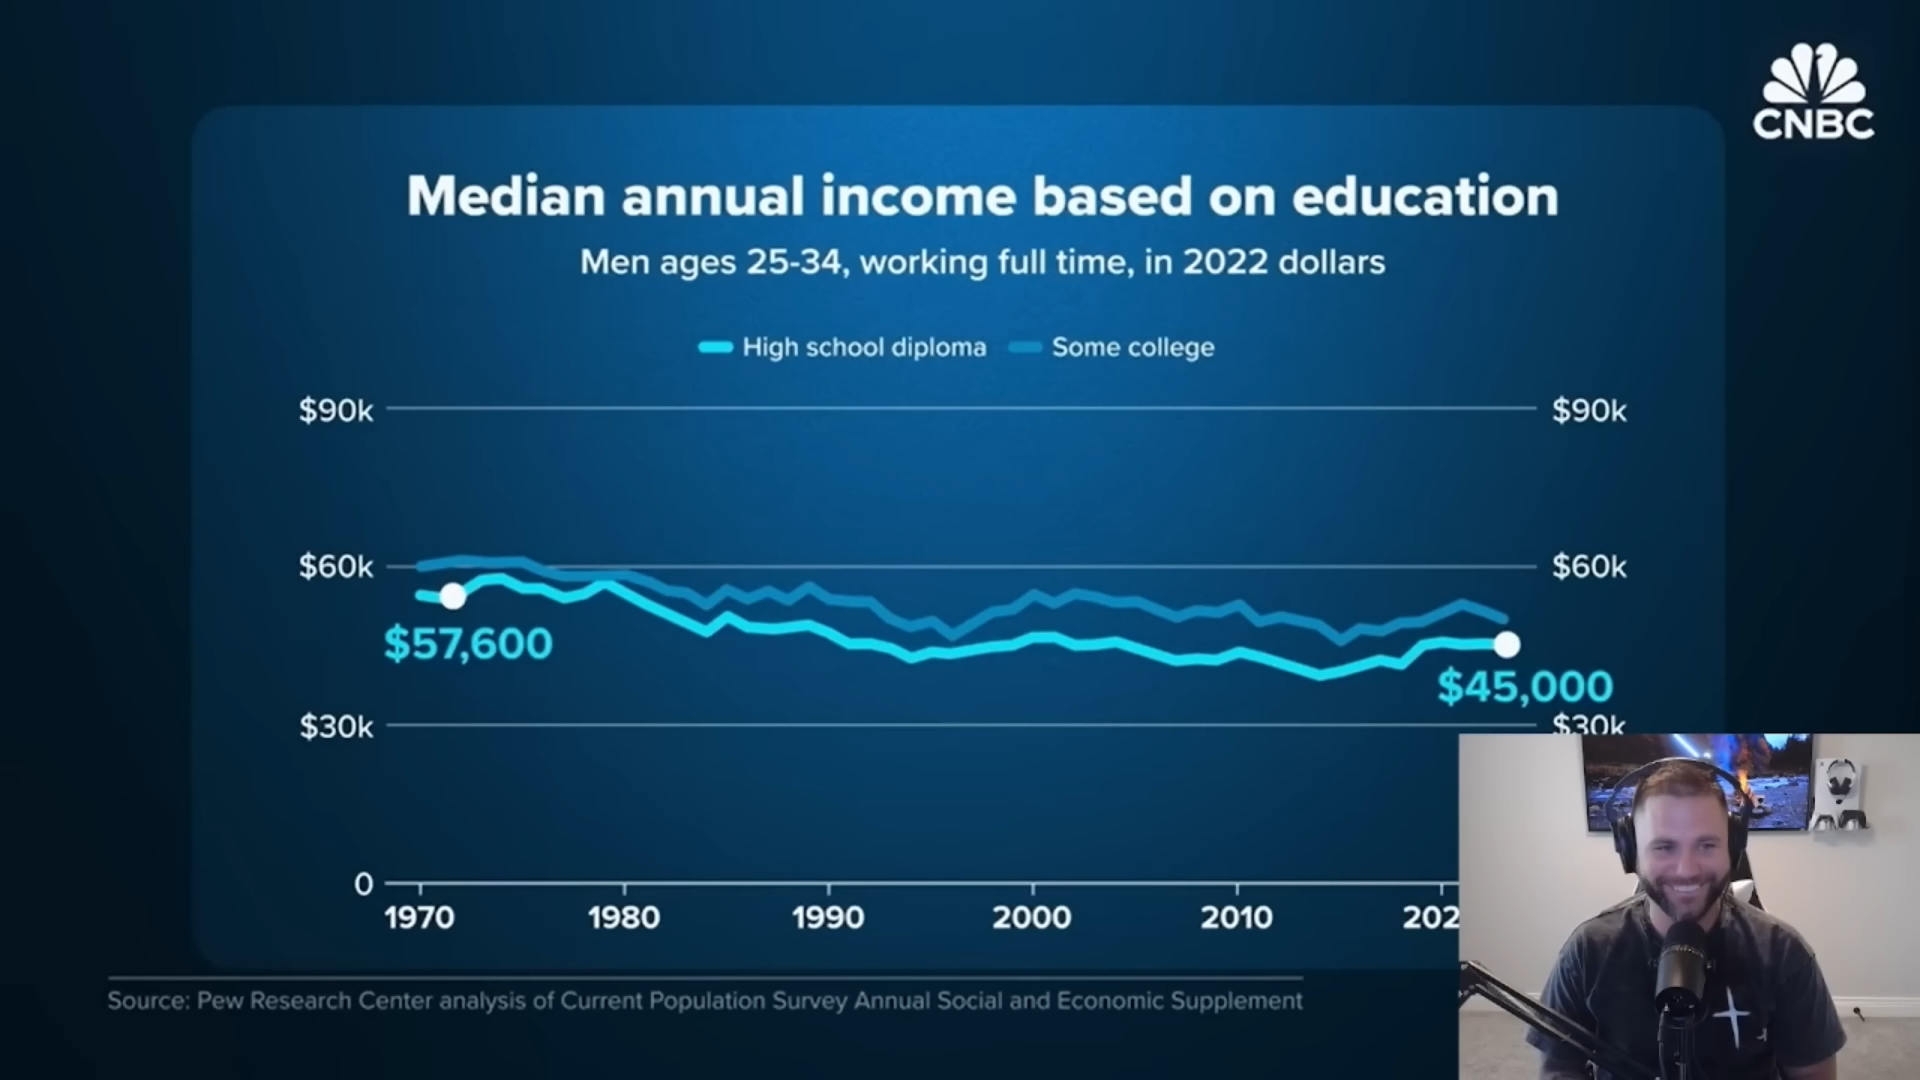 CNBC
Median annual income based on education
Men ages 25-34, working full time, in 2022 dollars
High school diploma Some college
$90k $90k
$60k $60k
$57,600
$45,000
$30k $30k
0
1970 1980 1990 2000 2010 202
Source: Pew Research Center analysis of Current Population Survey Annual Social and Economic Supplement